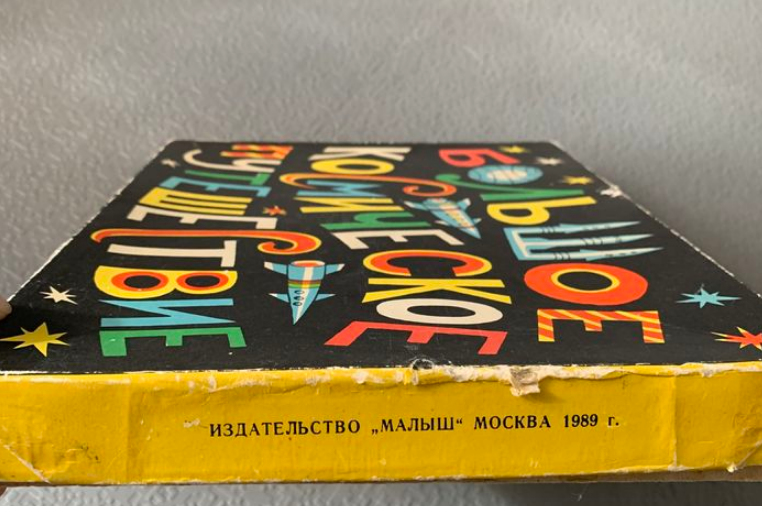 БОЛЬШОЕ
КОСМИЧЕСКОЕ
ПУТЕШЕСТВИЕ
ИЗДАТЕЛЬСТВО „МАЛЫШ“ МОСКВА 1989 г.